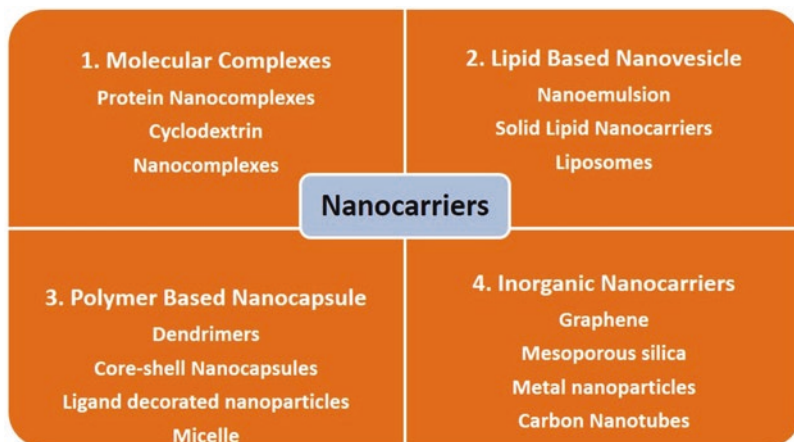 1. Molecular Complexes
Protein Nanocomplexes
Cyclodextrin
Nanocomplexes
2. Lipid Based Nanovesicle
Nanoemulsion
Solid Lipid Nanocarriers
Liposomes
Nanocarriers
3. Polymer Based Nanocapsule
Dendrimers
Core-shell Nanocapsules
Ligand decorated nanoparticles
Micelle
4. Inorganic Nanocarriers
Graphene
Mesoporous silica
Metal nanoparticles
Carbon Nanotubes